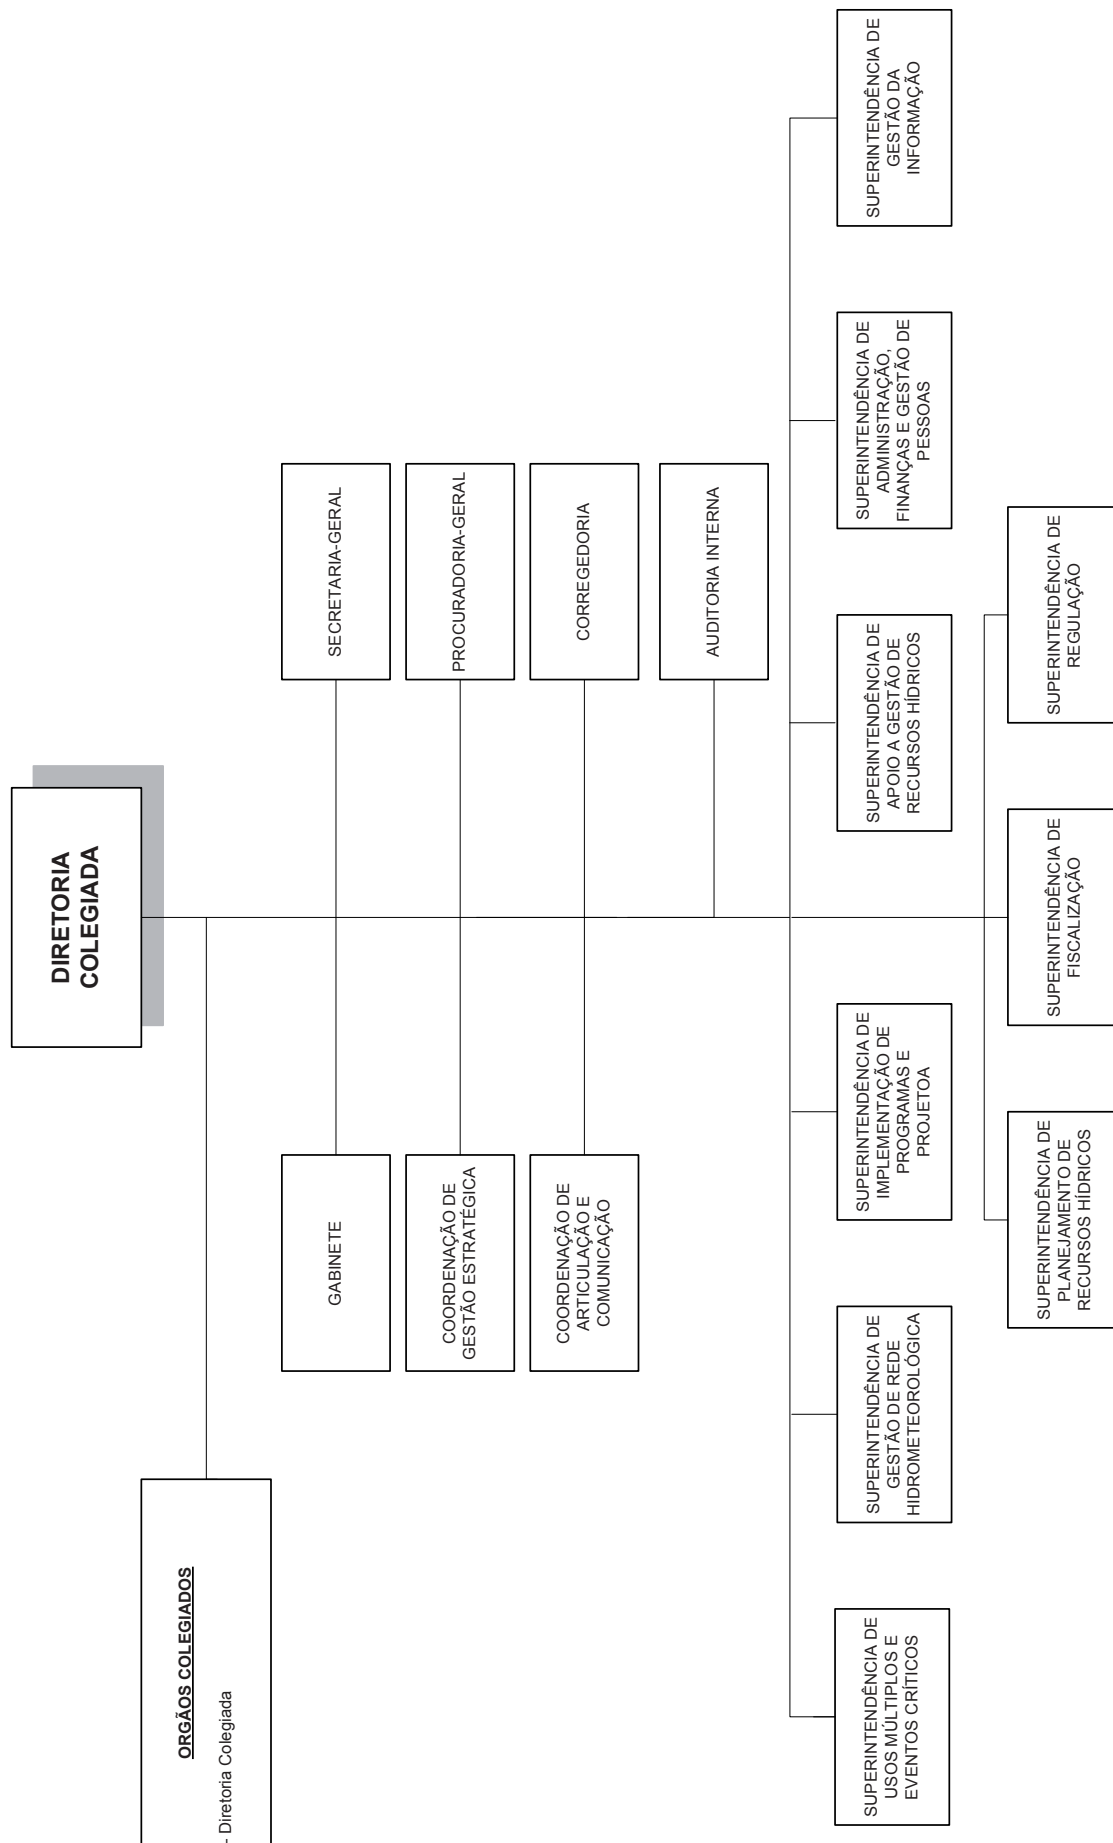 DIRETORIA
COLEGIADA
ORGÃOS COLEGIADOS
- Diretoria Colegiada
GABINETE
SECRETARIA-GERAL
COORDENAÇÃO DE
GESTÃO ESTRATÉGICA
PROCURADORIA-GERAL
COORDENAÇÃO DE
ARTICULAÇÃO E
COMUNICAÇÃO
CORREGEDORIA
AUDITORIA INTERNA
SUPERINTENDÊNCIA DE
USOS MÚLTIPLOS E
EVENTOS CRÍTICOS
SUPERINTENDÊNCIA DE
GESTÃO DE REDE
HIDROMETEOROLÓGICA
SUPERINTENDÊNCIA DE
IMPLEMENTAÇÃO DE
PROGRAMAS E
PROJETOA
SUPERINTENDÊNCIA DE
APOIO A GESTÃO DE
RECURSOS HÍDRICOS
SUPERINTENDÊNCIA DE
ADMINISTRAÇÃO,
FINANÇAS E GESTÃO DE
PESSOAS
SUPERINTENDÊNCIA DE
GESTÃO DA
INFORMAÇÃO
SUPERINTENDÊNCIA DE
PLANEJAMENTO DE
RECURSOS HÍDRICOS
SUPERINTENDÊNCIA DE
FISCALIZAÇÃO
SUPERINTENDÊNCIA DE
REGULAÇÃO